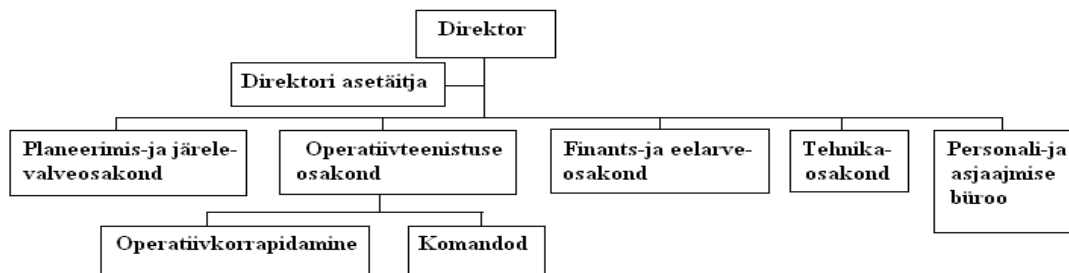 Direktor
Direktori asetäitja
Planeerimis-ja järele-
valveosakond
Operatiivteenistuse
osakond
Finants-ja eelarve-
osakond
Tehnika-
osakond
Personali-ja
asjaajmise
büroo
Operatiivkorrapidamine
Komandod